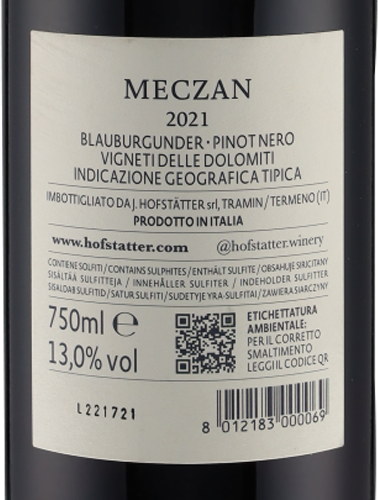 MECZAN
2021
BLAUBURGUNDER · PINOT NERO
VIGNETI DELLE DOLOMITI
INDICAZIONE GEOGRAFICA TIPICA
IMBOTTIGLIATO DA J. HOFSTÄTTER srl, TRAMIN / TERMENO (IT)
PRODOTTO IN ITALIA
www.hofstatter.com @hofstatter.winery
CONTIENE SOLFITI / CONTAINS SULPHITES / ENTHÄLT SULFITE / OBSAHUJE SIRICITANY
SISÄLTÄÄ SULFITTEJA / INNEHÅLLER SULFITER / INDEHOLDER SULFITTER
SISALDAB SULFITID / SATUR SULFITI / SUDETYJE YRA-SULFITAI / ZAWIERA SIARCZYNY
750ml ℮
13,0% vol
ETICHETTATURA
AMBIENTALE:
PER IL CORRETTO
SMALTIMENTO
LEGGI IL CODICE QR
L221721
8 012183 000069